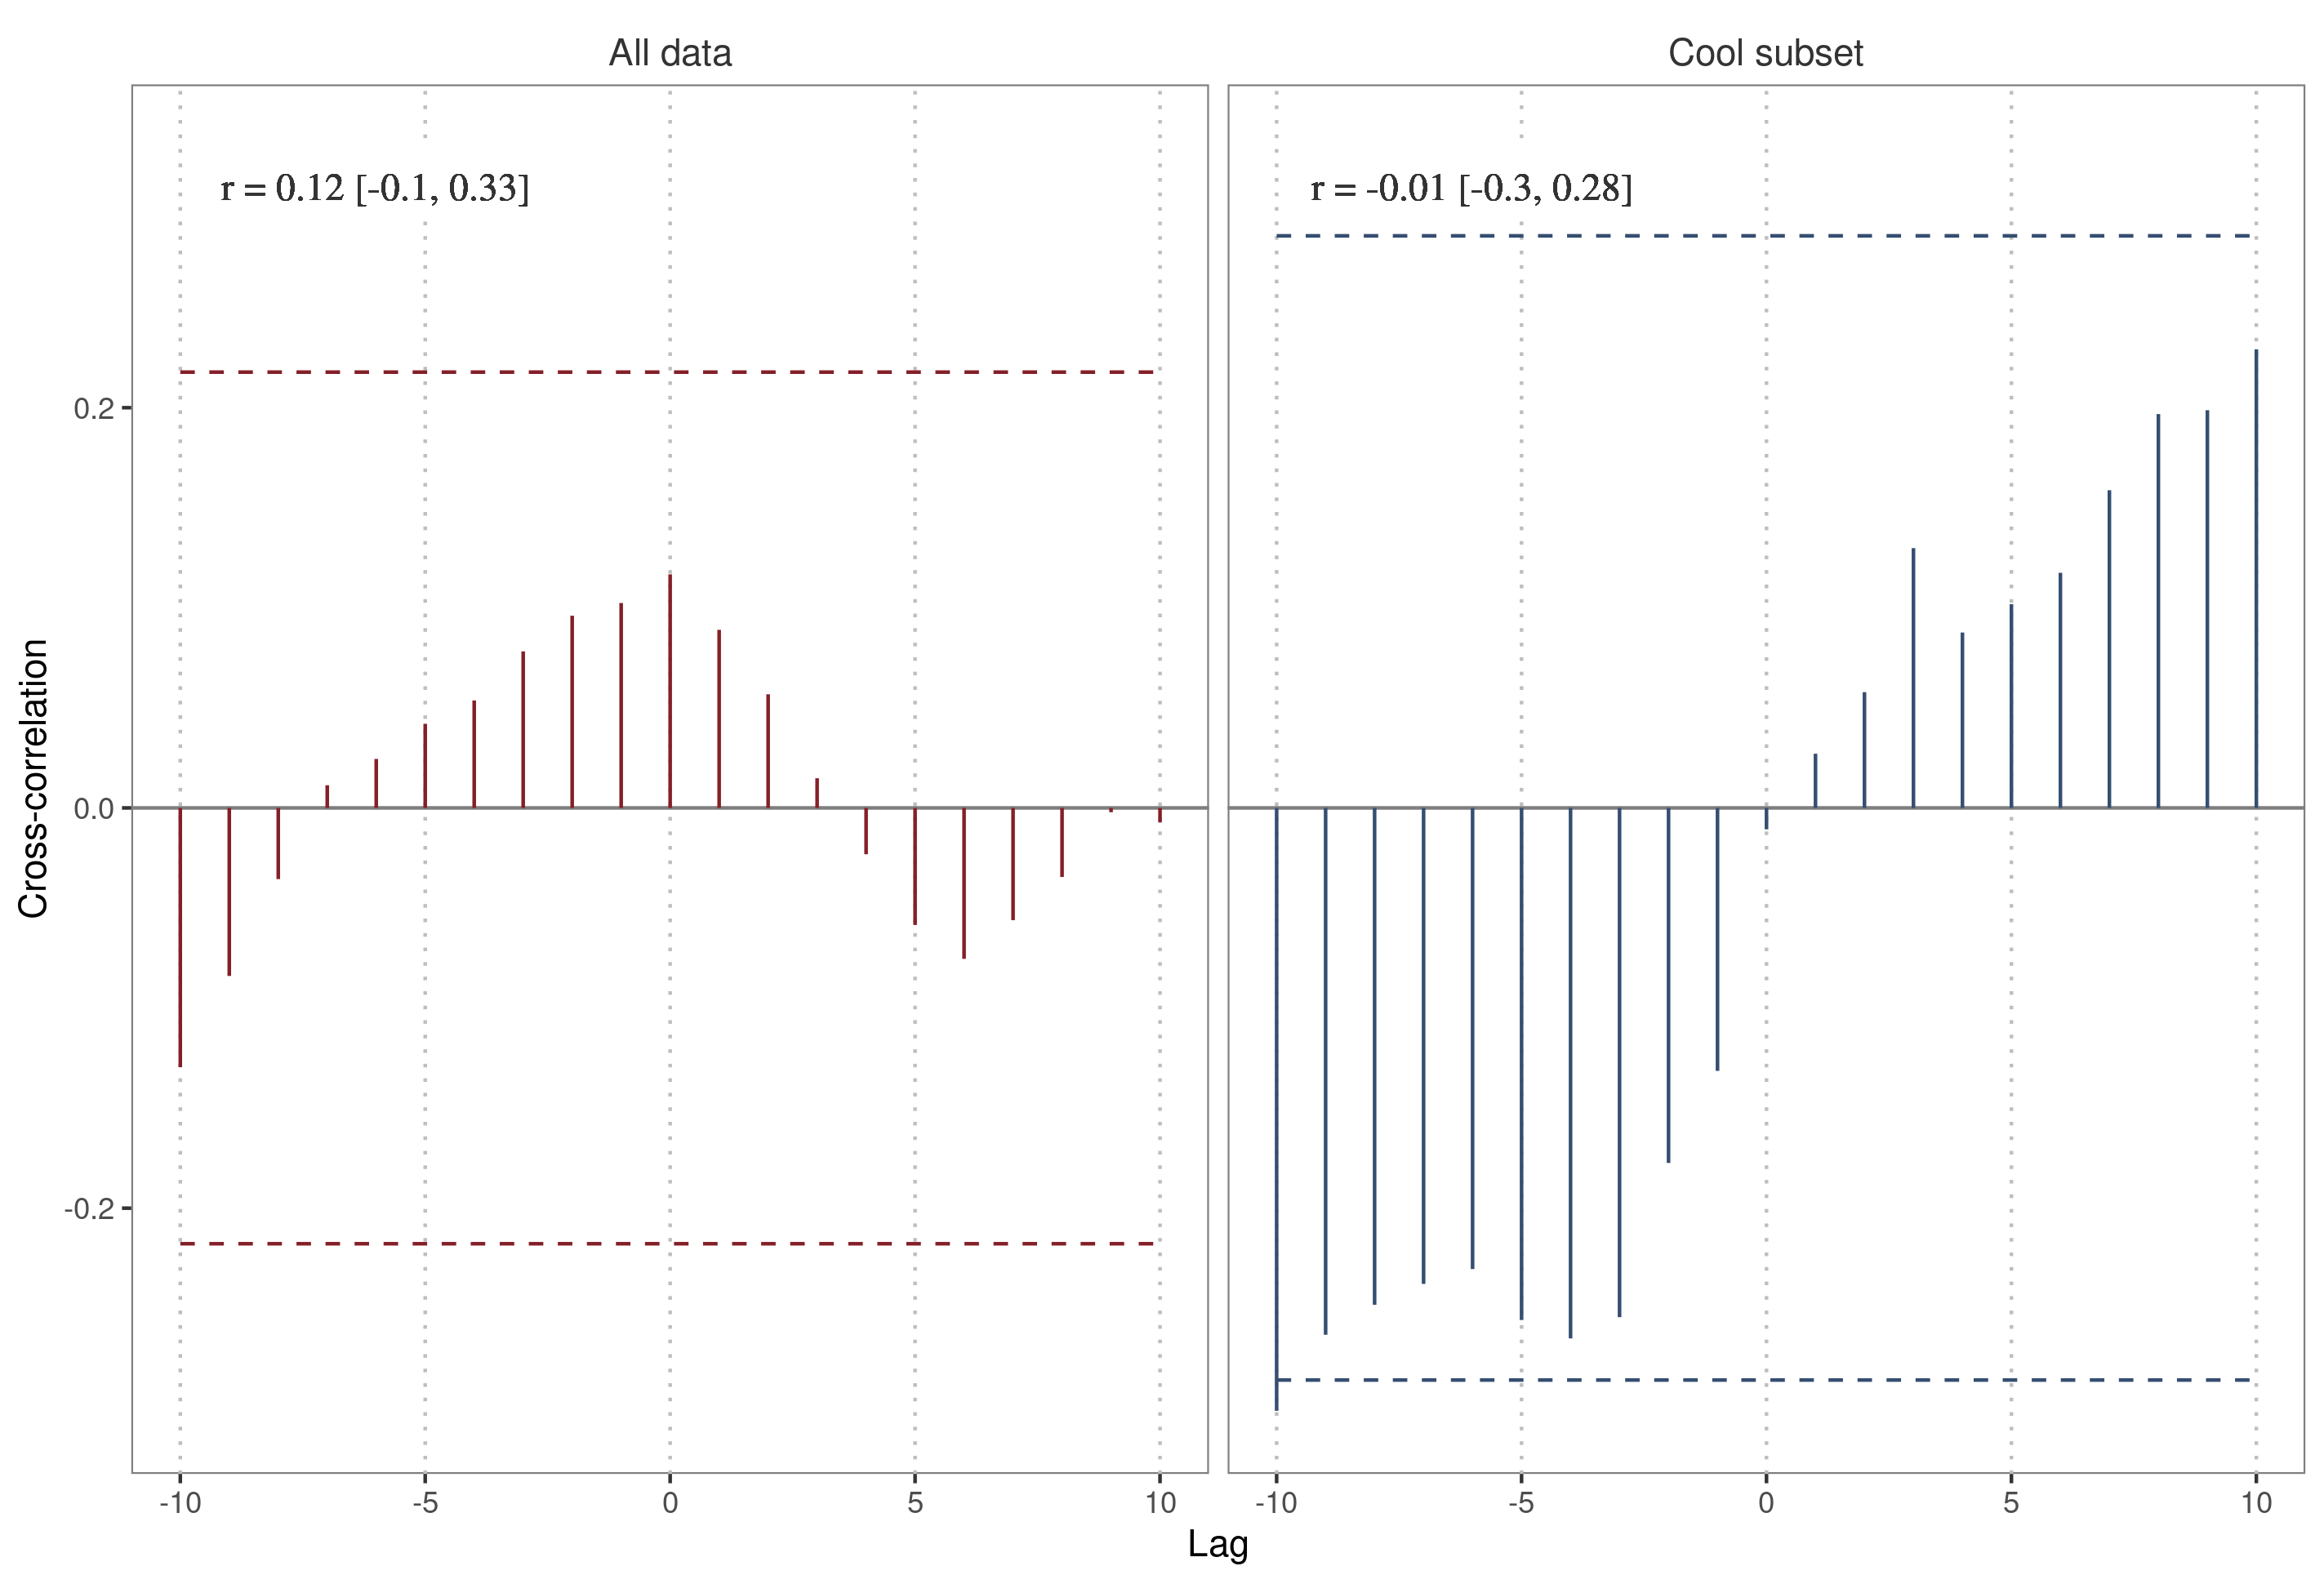 All data
Cool subset
r = 0.12 [-0.1, 0.33]
r = -0.01 [-0.3, 0.28]
Cross-correlation
0.2
0.0
-0.2
-10 -5 0 5 10
-10 -5 0 5 10
Lag